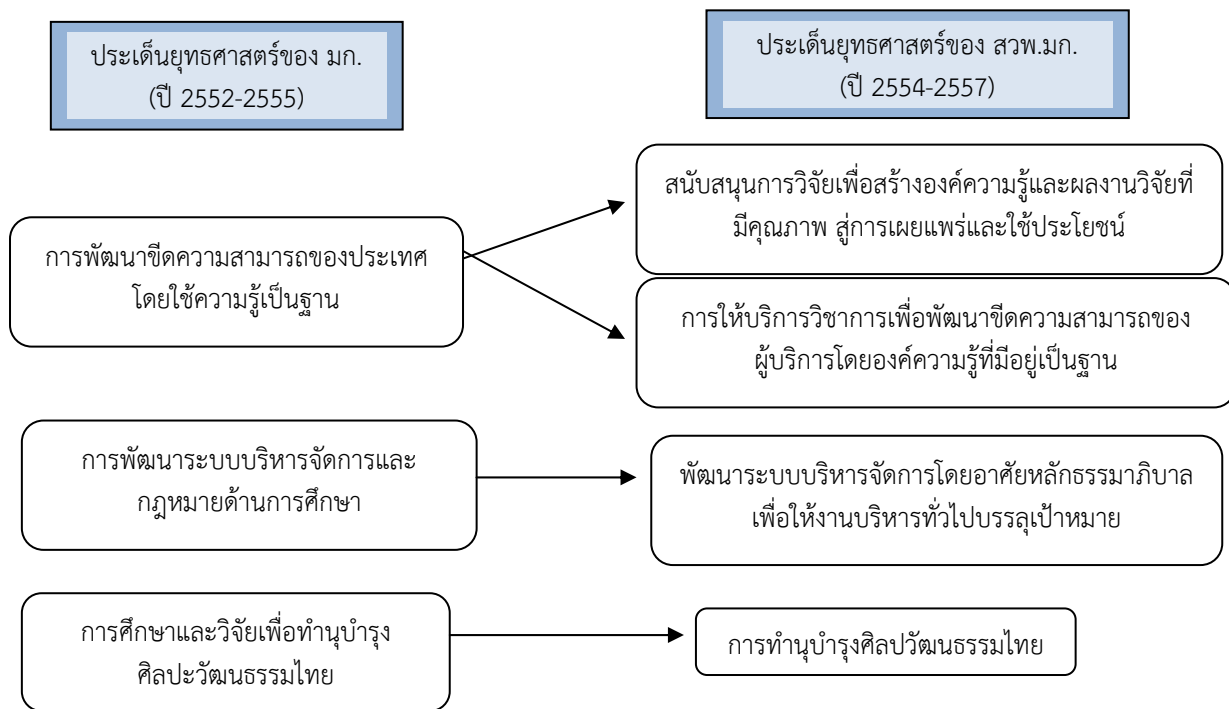 ประเด็นยุทธศาสตร์ของ มก.
(ปี 2552-2555)
ประเด็นยุทธศาสตร์ของ สวพ.มก.
(ปี 2554-2557)
การพัฒนาขีดความสามารถของประเทศ
โดยใช้ความรู้เป็นฐาน
สนับสนุนการวิจัยเพื่อสร้างองค์ความรู้และผลงานวิจัยที่
มีคุณภาพ สู่การเผยแพร่และใช้ประโยชน์
การให้บริการวิชาการเพื่อพัฒนาขีดความสามารถของ
ผู้บริการโดยองค์ความรู้ที่มีอยู่เป็นฐาน
การพัฒนาระบบบริหารจัดการและ
กฎหมายด้านการศึกษา
พัฒนาระบบบริหารจัดการโดยอาศัยหลักธรรมาภิบาล
เพื่อให้งานบริหารทั่วไปบรรลุเป้าหมาย
การศึกษาและวิจัยเพื่อทำนุบำรุง
ศิลปะวัฒนธรรมไทย
การทำนุบำรุงศิลปวัฒนธรรมไทย